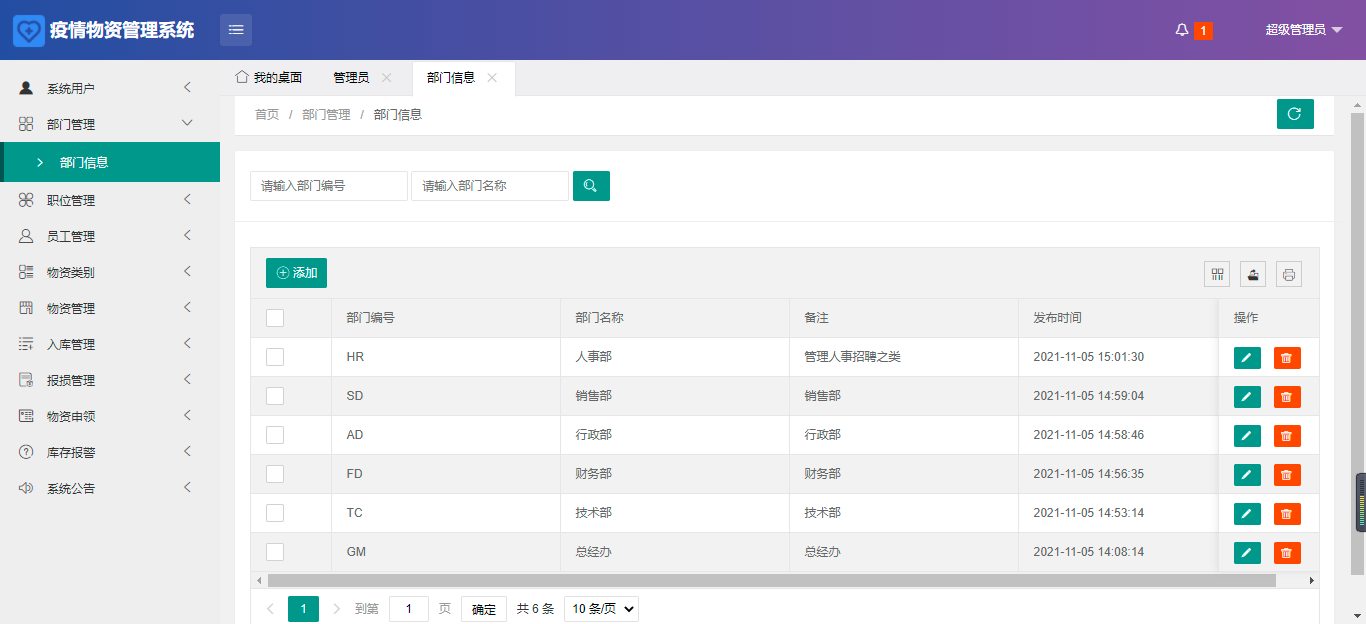 疫情物资管理系统
1
超级管理员
系统用户
部门管理
部门信息
职位管理
员工管理
物资类别
物资管理
入库管理
报损管理
物资申领
库存报警
系统公告
我的桌面 管理员 部门信息
首页 / 部门管理 / 部门信息
请输入部门编号 请输入部门名称
添加
部门编号 部门名称 备注 发布时间 操作
HR 人事部 管理人事招聘之类 2021-11-05 15:01:30
SD 销售部 销售部 2021-11-05 14:59:04
AD 行政部 行政部 2021-11-05 14:58:46
FD 财务部 财务部 2021-11-05 14:56:35
TC 技术部 技术部 2021-11-05 14:53:14
GM 总经办 总经办 2021-11-05 14:08:14
1 到第 1 页 确定 共 6 条 10 条/页